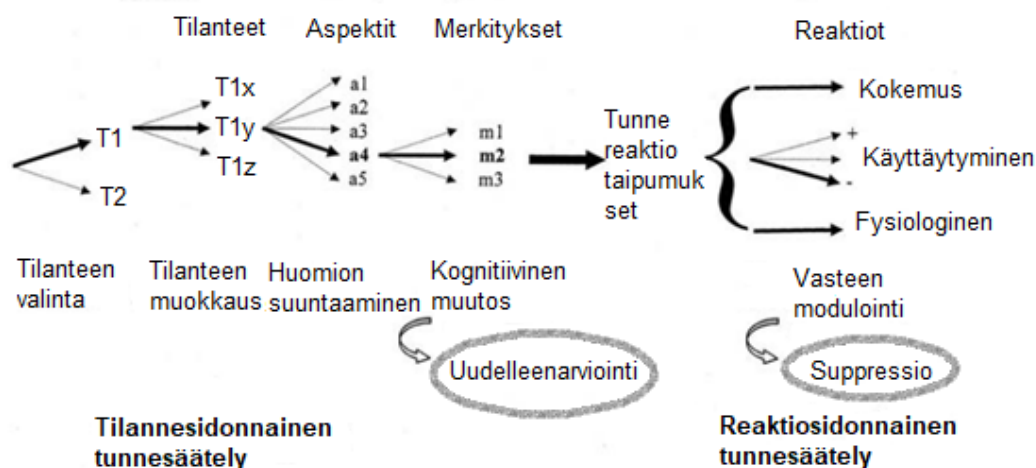 Tilanteet Aspektit Merkitykset Reaktiot
T1 T2
T1x T1y T1z
a1
a2
a3
a4
a5
m1
m2
m3
Tunne
reaktio
taipumuk
set
Kokemus
+
Käyttäytyminen
-
Fysiologinen
Tilanteen
valinta
Tilanteen
muokkaus
Huomion
suuntaaminen
Kognitiivinen
muutos
Vasteen
modulointi
Uudelleenarviointi
Suppressio
Tilannesidonnainen
tunnesäätely
Reaktiosidonnainen
tunnesäätely